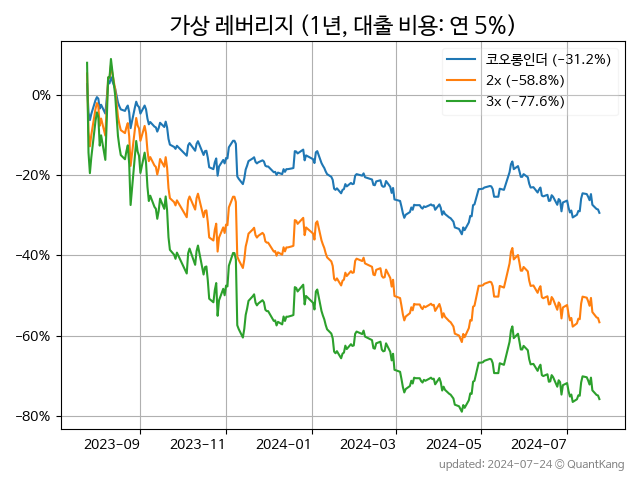 가상 레버리지 (1년, 대출 비용: 연 5%)
코오롱인더 (−31.2%)
2x (−58.8%)
3x (−77.6%)
0%
−20%
−40%
−60%
−80%
2023−09 2023−11 2024−01 2024−03 2024−05 2024−07
updated: 2024-07-24 © QuantKang